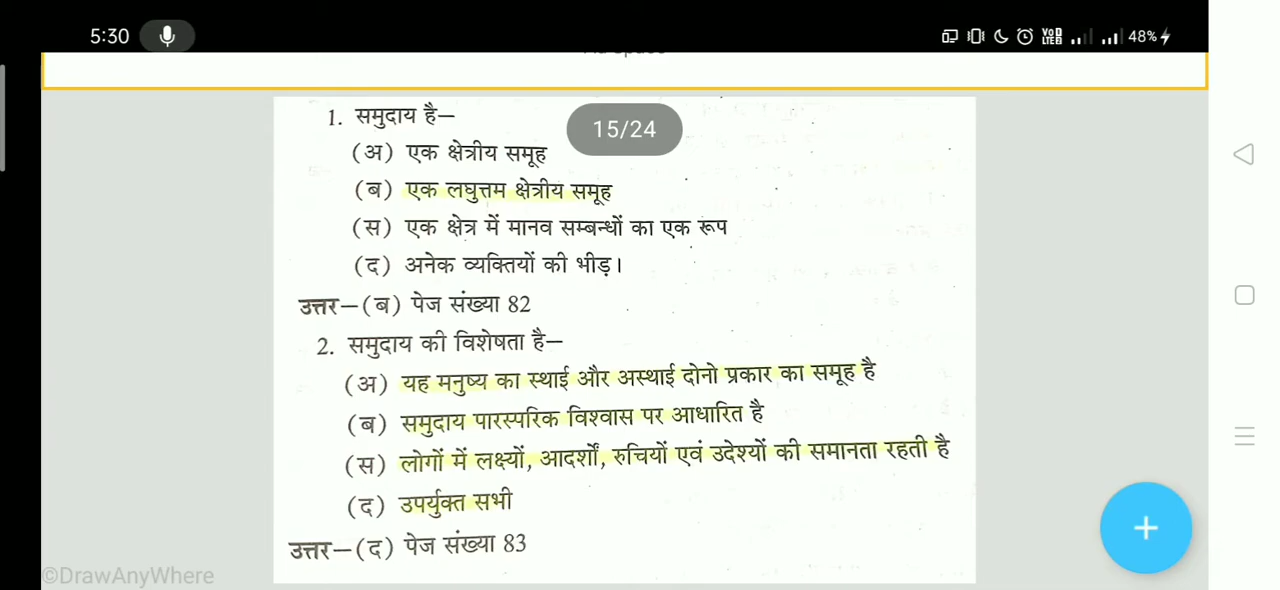 5:30
VoD LTED 48%
15/24
1. समुदाय है–
(अ) एक क्षेत्रीय समूह
(ब) एक लघुत्तम क्षेत्रीय समूह
(स) एक क्षेत्र में मानव सम्बन्धों का एक रूप
(द) अनेक व्यक्तियों की भीड़।
उत्तर–(ब) पेज संख्या 82
2. समुदाय की विशेषता है–
(अ) यह मनुष्य का स्थाई और अस्थाई दोनो प्रकार का समूह है
(ब) समुदाय पारस्परिक विश्वास पर आधारित है
(स) लोगों में लक्ष्यों, आदर्शों, रुचियों एवं उदेश्यों की समानता रहती है
(द) उपर्युक्त सभी
उत्तर–(द) पेज संख्या 83
©DrawAnyWhere